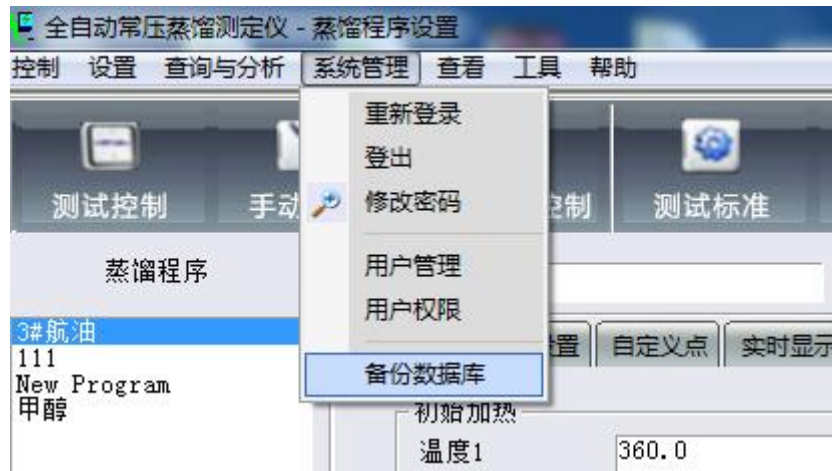 全自动常压蒸馏测定仪 - 蒸馏程序设置
控制 设置 查询与分析 系统管理 查看 工具 帮助
重新登录
登出
修改密码
用户管理
用户权限
备份数据库
测试控制 手动 控制 测试标准
蒸馏程序
3#航油
111
New Program
甲醇
置 自定义点 实时显示
初始加热
温度1 360.0